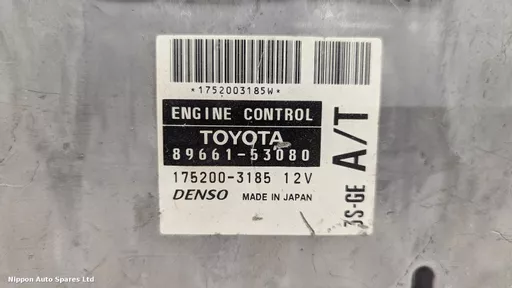 *1752003185W*
ENGINE CONTROL
TOYOTA
89661-53080
175200-3185 12V
DENSO MADE IN JAPAN
3S-GE A/T
Nippon Auto Spares Ltd